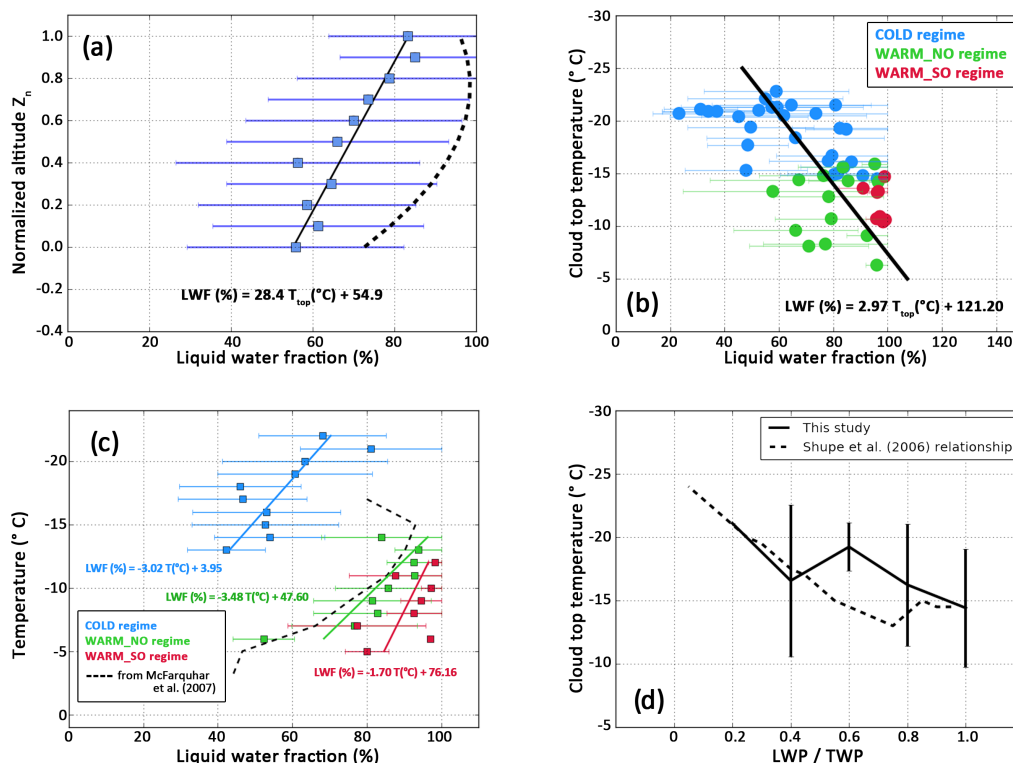 (a)
Normalized altitude Zn
1.0
0.8
0.6
0.4
0.2
0.0
-0.2
-0.4
LWF (%) = 28.4 Ttop(°C) + 54.9
0 20 40 60 80 100
Liquid water fraction (%)
-30
-25
-20
-15
-10
-5
0
Cloud top temperature (° C)
COLD regime
WARM_NO regime
WARM_SO regime
(b)
LWF (%) = 2.97 Ttop(°C) + 121.20
0 20 40 60 80 100 120 140
Liquid water fraction (%)
(c)
Temperature (° C)
-20
-15
-10
-5
0
LWF (%) = -3.02 T(°C) + 3.95
LWF (%) = -3.48 T(°C) + 47.60
LWF (%) = -1.70 T(°C) + 76.16
COLD regime
WARM_NO regime
WARM_SO regime
from McFarquhar
et al. (2007)
0 20 40 60 80 100
Liquid water fraction (%)
-30
-25
-20
-15
-10
-5
Cloud top temperature (° C)
This study
Shupe et al. (2006) relationship
(d)
0 0.2 0.4 0.6 0.8 1.0
LWP / TWP